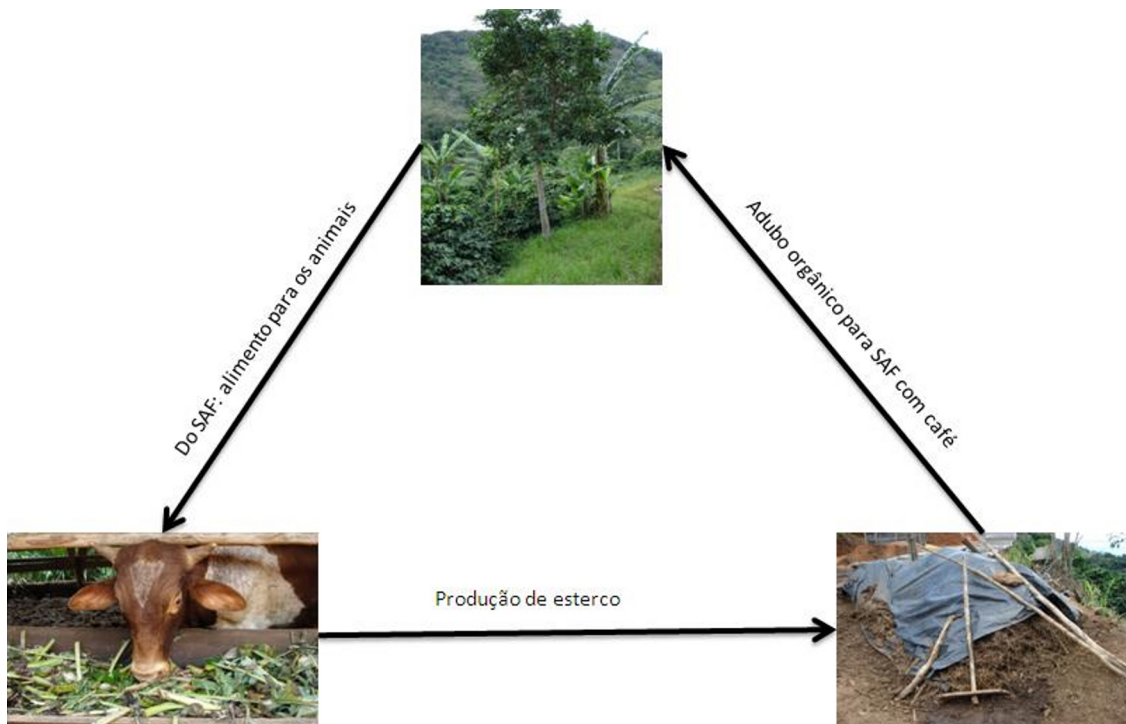 Do SAF: alimento para os animais
Adubo orgânico para SAF com café
Produção de esterco